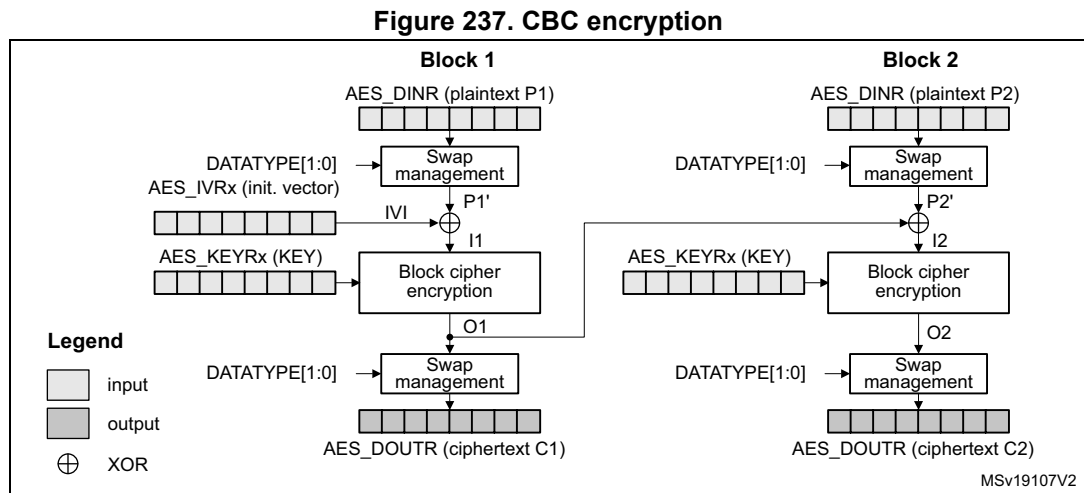 Figure 237. CBC encryption
Block 1
Block 2
AES_DINR (plaintext P1)
AES_DINR (plaintext P2)
DATATYPE[1:0]
Swap
management
DATATYPE[1:0]
Swap
management
AES_IVRx (init. vector)
P1'
P2'
IVI
I1
I2
AES_KEYRx (KEY)
Block cipher
encryption
AES_KEYRx (KEY)
Block cipher
encryption
O1
O2
Legend
input
output
XOR
DATATYPE[1:0]
Swap
management
DATATYPE[1:0]
Swap
management
AES_DOUTR (ciphertext C1)
AES_DOUTR (ciphertext C2)
MSv19107V2